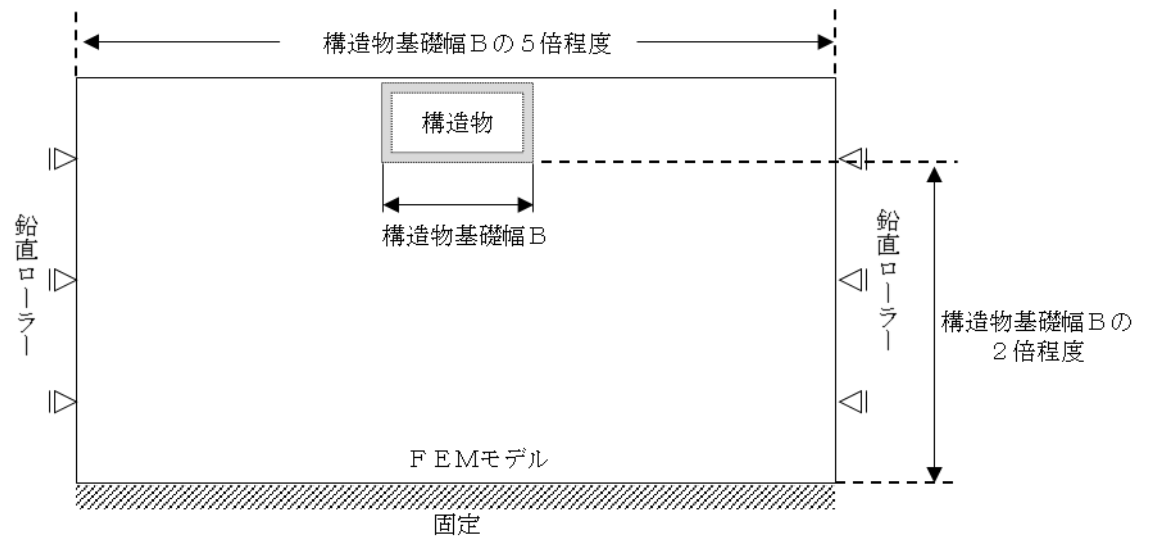 構造物基礎幅Ｂの５倍程度
構造物
構造物基礎幅Ｂ
鉛直ローラー
鉛直ローラー
構造物基礎幅Ｂの
２倍程度
ＦＥＭモデル
固定